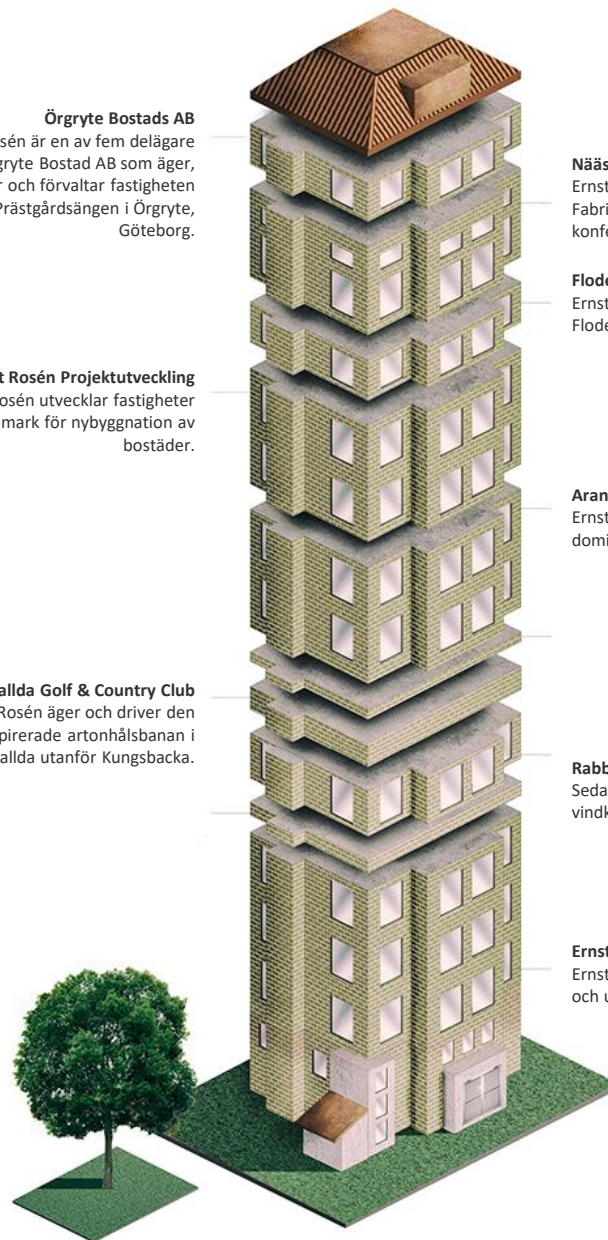 Örgryte Bostads AB
sén är en av fem delägare
gryte Bostad AB som äger,
r och förvaltar fastigheten
Prästgårdsängen i Örgryte,
Göteborg.
t Rosén Projektutveckling
osén utvecklar fastigheter
mark för nybyggnation av
bostäder.
allda Golf & Country Club
Rosén äger och driver den
pirerade artonhålsbanan i
allda utanför Kungsbacka.
Nääs
Ernst
Fabri
konfe
Flode
Ernst
Flode
Aran
Ernst
domi
Rabb
Seda
vindk
Ernst
Ernst
och u